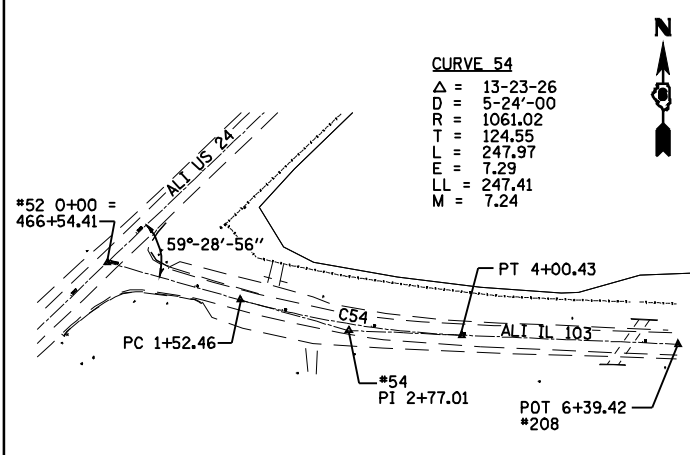 N
CURVE 54
Δ = 13-23-26
D = 5-24'-00
R = 1061.02
T = 124.55
L = 247.97
E = 7.29
LL = 247.41
M = 7.24
ALI US 24
#52 0+00 =
466+54.41
59°-28'-56"
PT 4+00.43
C54
ALI IL 103
PC 1+52.46
#54
PI 2+77.01
POT 6+39.42
#208